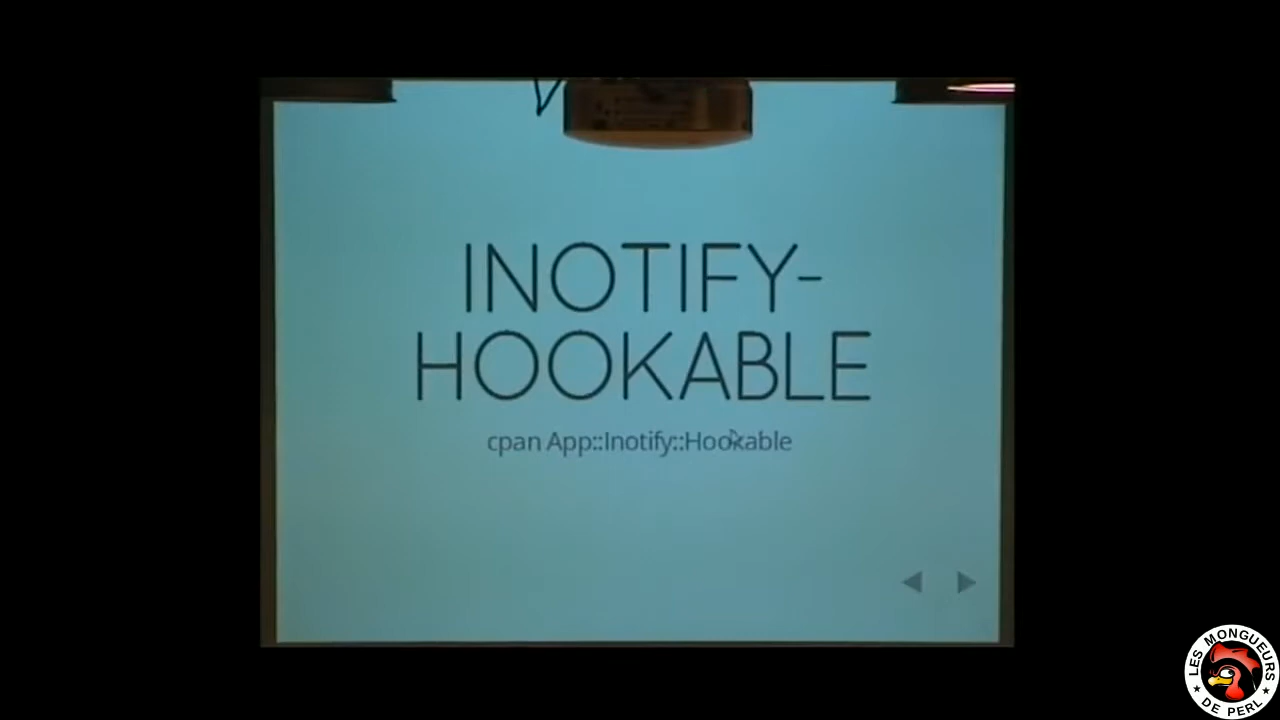 INOTIFY-
HOOKABLE
cpan App::Inotify::Hookable
LES MONGUEURS
DE PERL